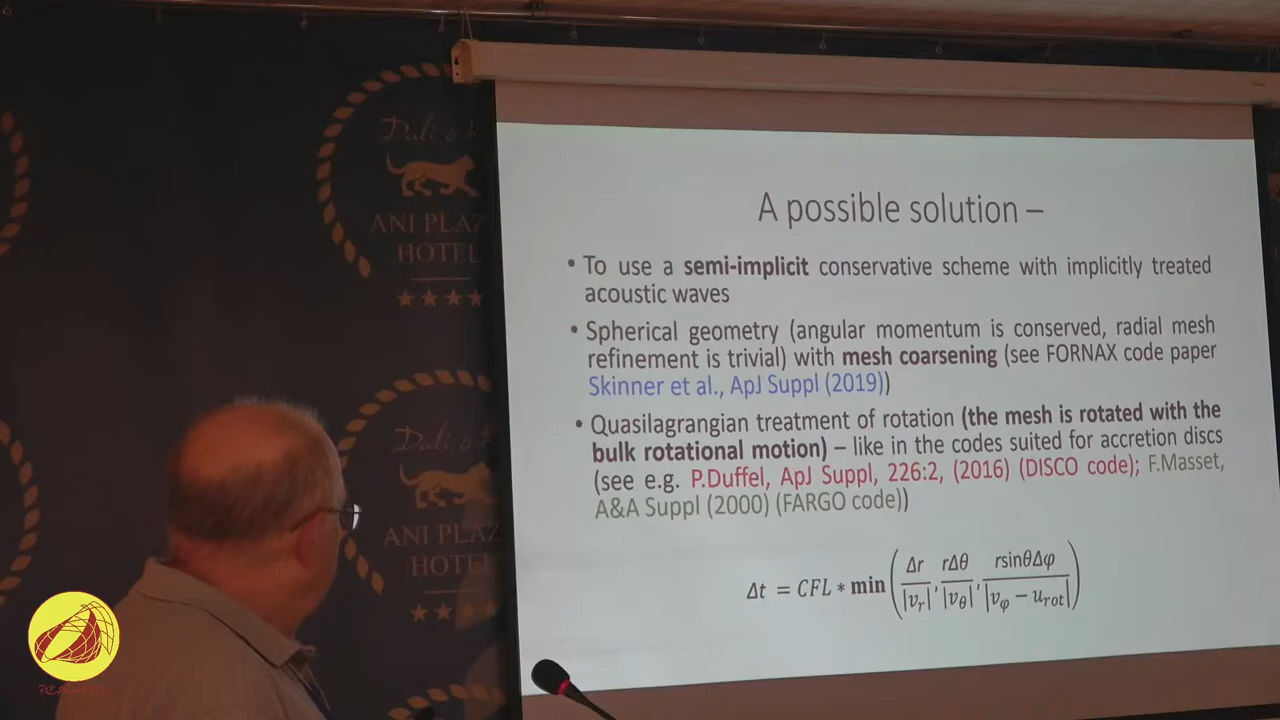 A possible solution –
• To use a semi-implicit conservative scheme with implicitly treated
acoustic waves
• Spherical geometry (angular momentum is conserved, radial mesh
refinement is trivial) with mesh coarsening (see FORNAX code paper
Skinner et al., ApJ Suppl (2019))
• Quasilagrangian treatment of rotation (the mesh is rotated with the
bulk rotational motion) – like in the codes suited for accretion discs
(see e.g. P.Duffel, ApJ Suppl, 226:2, (2016) (DISCO code); F.Masset,
A&A Suppl (2000) (FARGO code))
Δt = CFL * min(Δr/|v_r|, rΔθ/|v_θ|, rsinθΔφ/|v_φ − u_rot|)
ANI PLAZ
HOTEL
ANI PLAZ
HOTEL